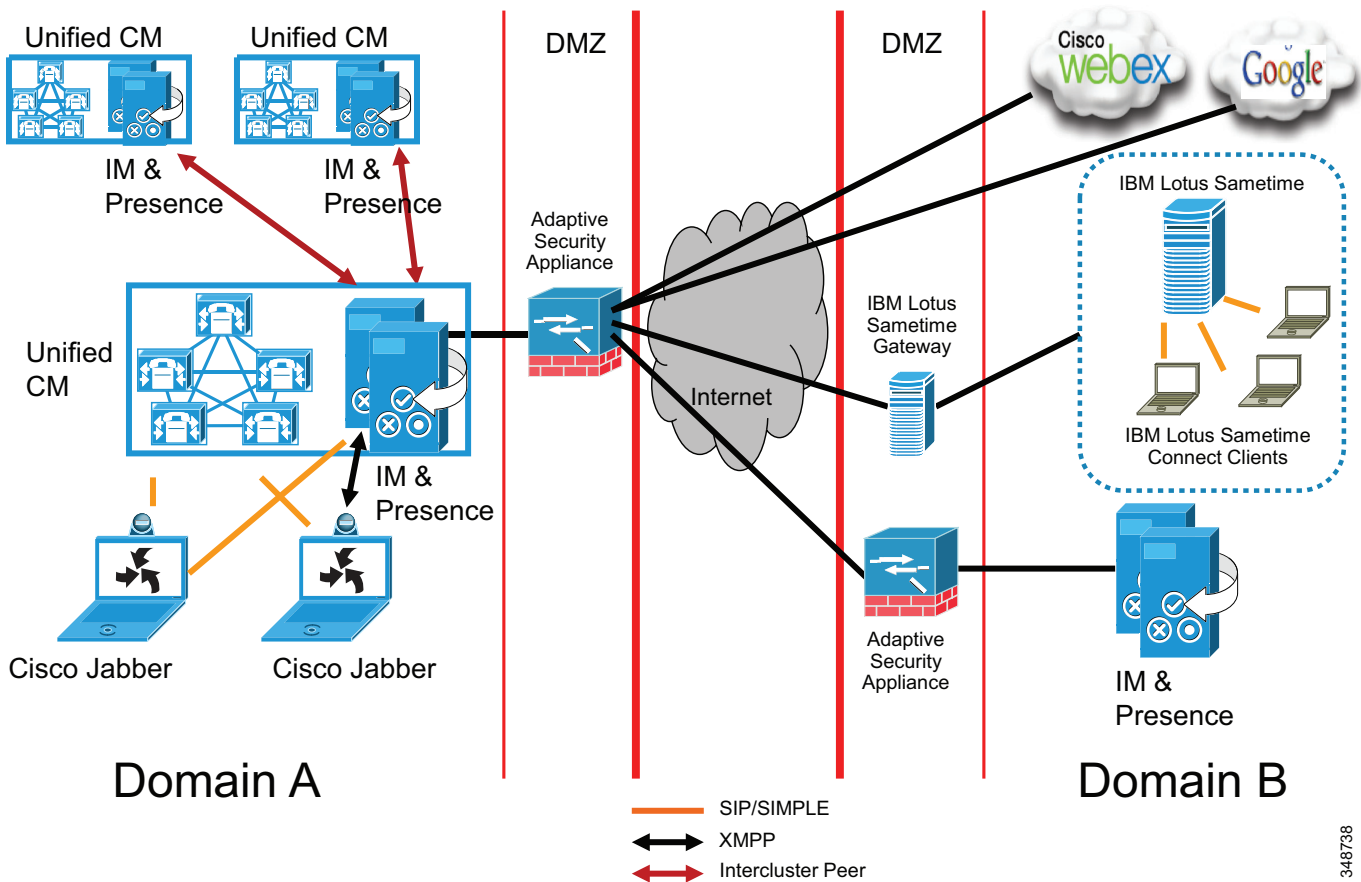 Unified CM
Unified CM
DMZ
DMZ
Cisco
webex
Google
IM &
Presence
IM &
Presence
IBM Lotus Sametime
Adaptive
Security
Appliance
IBM Lotus
Sametime
Gateway
Unified
CM
Internet
IBM Lotus Sametime
Connect Clients
IM &
Presence
Cisco Jabber
Cisco Jabber
Adaptive
Security
Appliance
IM &
Presence
Domain A
Domain B
SIP/SIMPLE
XMPP
Intercluster Peer
348738